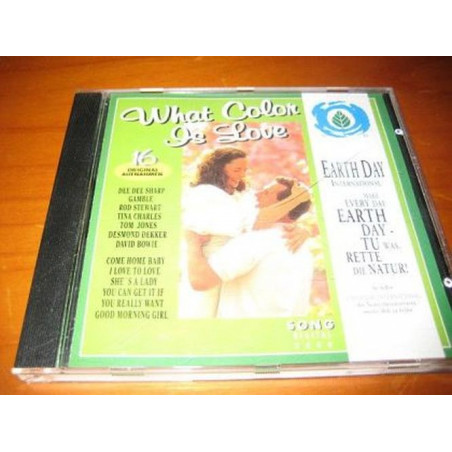 What Color
Is Love
16
ORIGINAL
AUFNAHMEN
DEE DEE SHARP
GAMBLE
ROD STEWART
TINA CHARLES
TOM JONES
DESMOND DEKKER
DAVID BOWIE
COME HOME BABY
I LOVE TO LOVE
SHE´S A LADY
YOU CAN GET IF
YOU REALLY WANT
GOOD MORNING GIRL
EARTH DAY
INTERNATIONAL
MAKE
EVERY DAY
EARTH
DAY -
TU WAS,
RETTE
DIE NATUR!
SONG
DIGITAL